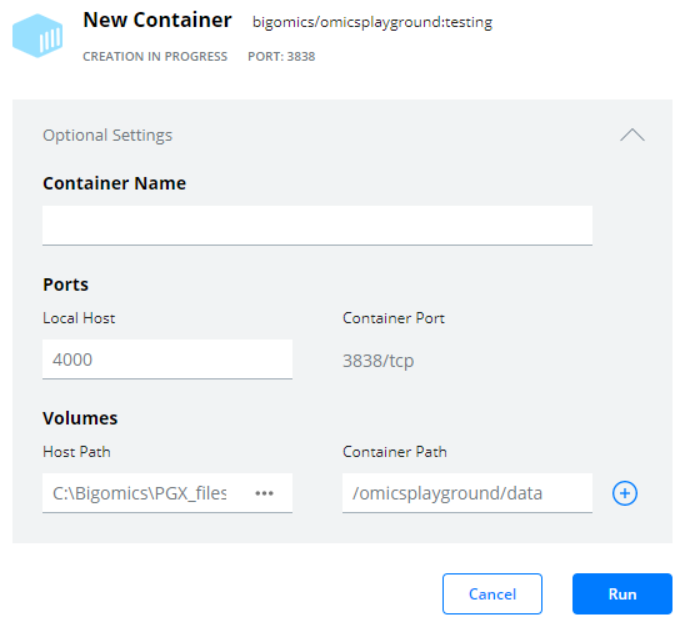 New Container bigomics/omicsplayground:testing
CREATION IN PROGRESS PORT: 3838
Optional Settings
Container Name
Ports
Local Host Container Port
4000 3838/tcp
Volumes
Host Path Container Path
C:\Bigomics\PGX_files ••• /omicsplayground/data
Cancel Run